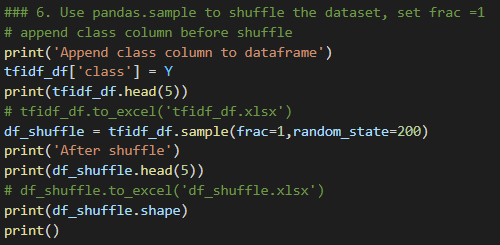 ### 6. Use pandas.sample to shuffle the dataset, set frac =1
# append class column before shuffle
print('Append class column to dataframe')
tfidf_df['class'] = Y
print(tfidf_df.head(5))
# tfidf_df.to_excel('tfidf_df.xlsx')
df_shuffle = tfidf_df.sample(frac=1,random_state=200)
print('After shuffle')
print(df_shuffle.head(5))
# df_shuffle.to_excel('df_shuffle.xlsx')
print(df_shuffle.shape)
print()